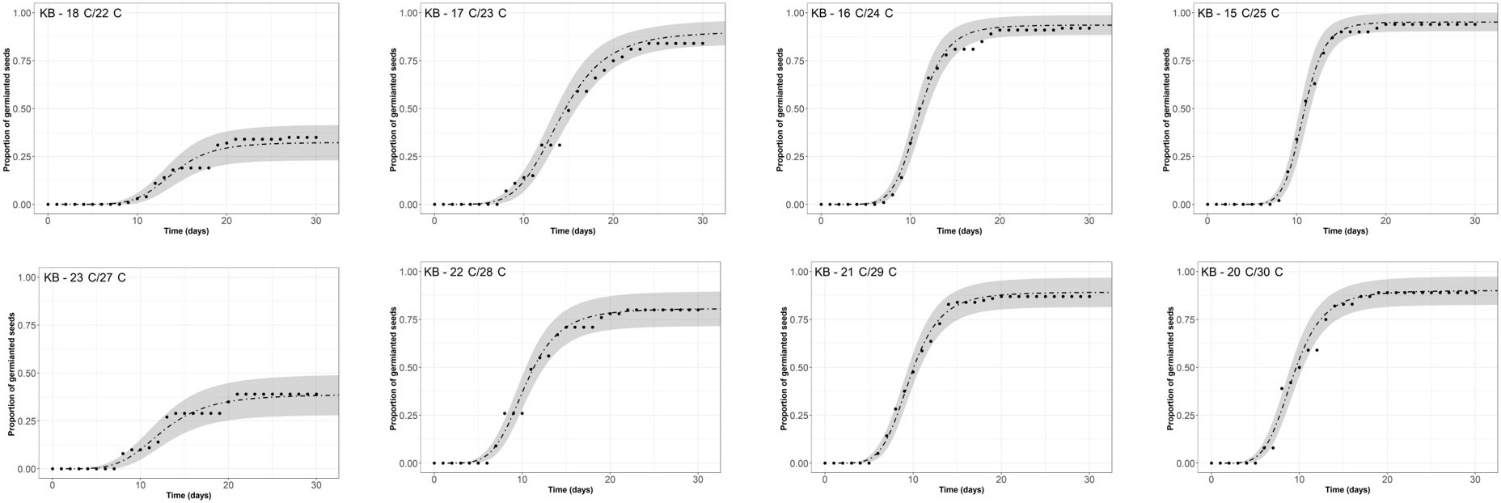 KB - 18 C/22 C
1.00
0.75
0.50
0.25
0.00
Proportion of germianted seeds
0 10 20 30
Time (days)
KB - 17 C/23 C
1.00
0.75
0.50
0.25
0.00
Proportion of germianted seeds
0 10 20 30
Time (days)
KB - 16 C/24 C
1.00
0.75
0.50
0.25
0.00
Proportion of germianted seeds
0 10 20 30
Time (days)
KB - 15 C/25 C
1.00
0.75
0.50
0.25
0.00
Proportion of germianted seeds
0 10 20 30
Time (days)
KB - 23 C/27 C
1.00
0.75
0.50
0.25
0.00
Proportion of germianted seeds
0 10 20 30
Time (days)
KB - 22 C/28 C
1.00
0.75
0.50
0.25
0.00
Proportion of germianted seeds
0 10 20 30
Time (days)
KB - 21 C/29 C
1.00
0.75
0.50
0.25
0.00
Proportion of germianted seeds
0 10 20 30
Time (days)
KB - 20 C/30 C
1.00
0.75
0.50
0.25
0.00
Proportion of germianted seeds
0 10 20 30
Time (days)